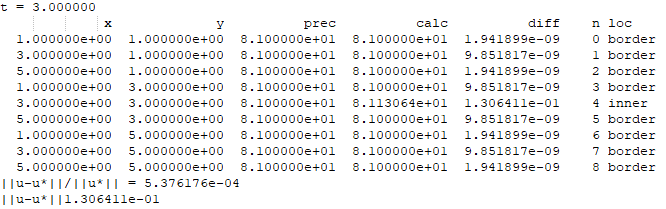 t = 3.000000
x y prec calc diff n loc
1.000000e+00 1.000000e+00 8.100000e+01 8.100000e+01 1.941899e-09 0 border
3.000000e+00 1.000000e+00 8.100000e+01 8.100000e+01 9.851817e-09 1 border
5.000000e+00 1.000000e+00 8.100000e+01 8.100000e+01 1.941899e-09 2 border
1.000000e+00 3.000000e+00 8.100000e+01 8.100000e+01 9.851817e-09 3 border
3.000000e+00 3.000000e+00 8.100000e+01 8.113064e+01 1.306411e-01 4 inner
5.000000e+00 3.000000e+00 8.100000e+01 8.100000e+01 9.851817e-09 5 border
1.000000e+00 5.000000e+00 8.100000e+01 8.100000e+01 1.941899e-09 6 border
3.000000e+00 5.000000e+00 8.100000e+01 8.100000e+01 9.851817e-09 7 border
5.000000e+00 5.000000e+00 8.100000e+01 8.100000e+01 1.941899e-09 8 border
||u-u*||/||u*|| = 5.376176e-04
||u-u*||1.306411e-01